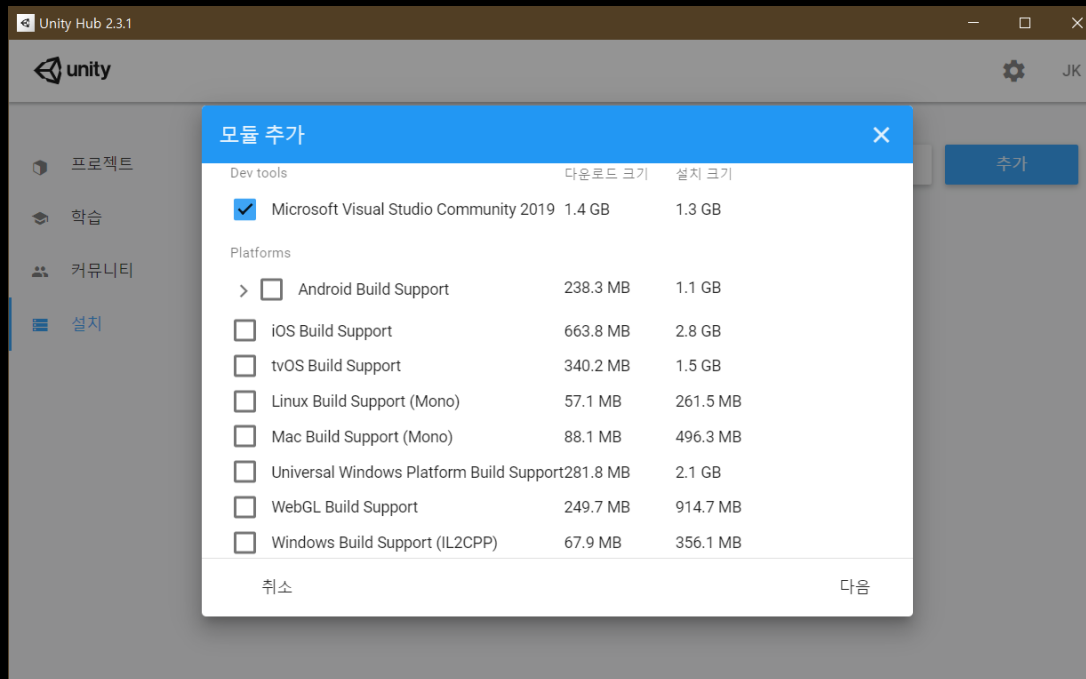 Unity Hub 2.3.1
unity
JK
모듈 추가
프로젝트
학습
커뮤니티
설치
추가
Dev tools 다운로드 크기 설치 크기
Microsoft Visual Studio Community 2019 1.4 GB 1.3 GB
Platforms
Android Build Support 238.3 MB 1.1 GB
iOS Build Support 663.8 MB 2.8 GB
tvOS Build Support 340.2 MB 1.5 GB
Linux Build Support (Mono) 57.1 MB 261.5 MB
Mac Build Support (Mono) 88.1 MB 496.3 MB
Universal Windows Platform Build Support 281.8 MB 2.1 GB
WebGL Build Support 249.7 MB 914.7 MB
Windows Build Support (IL2CPP) 67.9 MB 356.1 MB
취소 다음